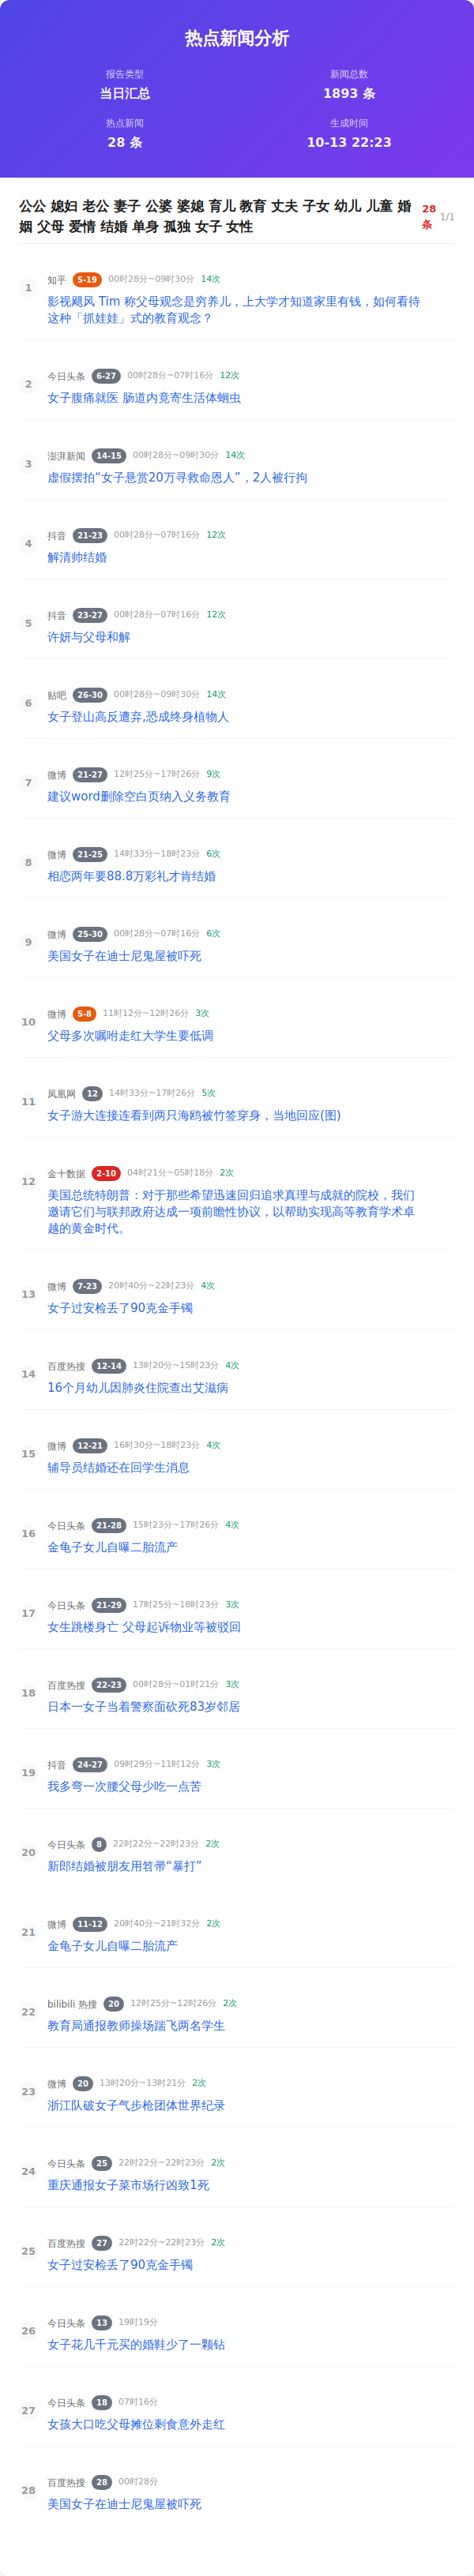 热点新闻分析
报告类型
当日汇总
新闻总数
1893 条
热点新闻
28 条
生成时间
10-13 22:23
公公 媳妇 老公 妻子 公婆 婆媳 育儿 教育 丈夫 子女 幼儿 儿童 婚
姻 父母 爱情 结婚 单身 孤独 女子 女性
28
条
1/1
1
知乎 5-19 00时28分~09时30分 14次
影视飓风 Tim 称父母观念是穷养儿，上大学才知道家里有钱，如何看待
这种「抓娃娃」式的教育观念？
2
今日头条 6-27 00时28分~07时16分 12次
女子腹痛就医 肠道内竟寄生活体蛔虫
3
澎湃新闻 14-15 00时28分~09时30分 14次
虚假摆拍“女子悬赏20万寻救命恩人”，2人被行拘
4
抖音 21-23 00时28分~07时16分 12次
解清帅结婚
5
抖音 23-27 00时28分~07时16分 12次
许妍与父母和解
6
贴吧 26-30 00时28分~09时30分 14次
女子登山高反遭弃,恐成终身植物人
7
微博 21-27 12时25分~17时26分 9次
建议word删除空白页纳入义务教育
8
微博 21-25 14时33分~18时23分 6次
相恋两年要88.8万彩礼才肯结婚
9
微博 25-30 00时28分~07时16分 6次
美国女子在迪士尼鬼屋被吓死
10
微博 5-8 11时12分~12时26分 3次
父母多次嘱咐走红大学生要低调
11
凤凰网 12 14时33分~17时26分 5次
女子游大连接连看到两只海鸥被竹签穿身，当地回应(图)
12
金十数据 2-10 04时21分~05时18分 2次
美国总统特朗普：对于那些希望迅速回归追求真理与成就的院校，我们
邀请它们与联邦政府达成一项前瞻性协议，以帮助实现高等教育学术卓
越的黄金时代。
13
微博 7-23 20时40分~22时23分 4次
女子过安检丢了90克金手镯
14
百度热搜 12-14 13时20分~15时23分 4次
16个月幼儿因肺炎住院查出艾滋病
15
微博 12-21 16时30分~18时23分 4次
辅导员结婚还在回学生消息
16
今日头条 21-28 15时23分~17时26分 4次
金龟子女儿自曝二胎流产
17
今日头条 21-29 17时25分~18时23分 3次
女生跳楼身亡 父母起诉物业等被驳回
18
百度热搜 22-23 00时28分~01时21分 3次
日本一女子当着警察面砍死83岁邻居
19
抖音 24-27 09时29分~11时12分 3次
我多弯一次腰父母少吃一点苦
20
今日头条 8 22时22分~22时23分 2次
新郎结婚被朋友用笤帚“暴打”
21
微博 11-12 20时40分~21时32分 2次
金龟子女儿自曝二胎流产
22
bilibili 热搜 20 12时25分~12时26分 2次
教育局通报教师操场踹飞两名学生
23
微博 20 13时20分~13时21分 2次
浙江队破女子气步枪团体世界纪录
24
今日头条 25 22时22分~22时23分 2次
重庆通报女子菜市场行凶致1死
25
百度热搜 27 22时22分~22时23分 2次
女子过安检丢了90克金手镯
26
今日头条 13 19时19分
女子花几千元买的婚鞋少了一颗钻
27
今日头条 18 07时16分
女孩大口吃父母摊位剩食意外走红
28
百度热搜 28 00时28分
美国女子在迪士尼鬼屋被吓死